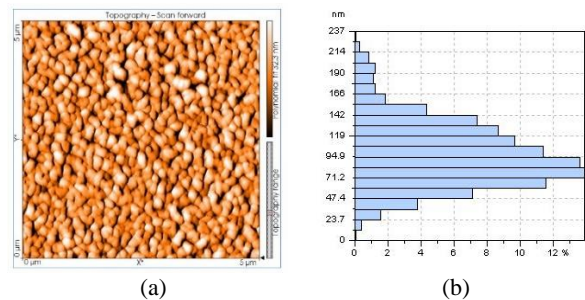 Topography - Scan forward
5 µm
Y*
0 µm
0 µm
X*
5 µm
Topography range
nm
237
214
190
166
142
119
94.9
71.2
47.4
23.7
0
0
2
4
6
8
10
12 %
(a)
(b)